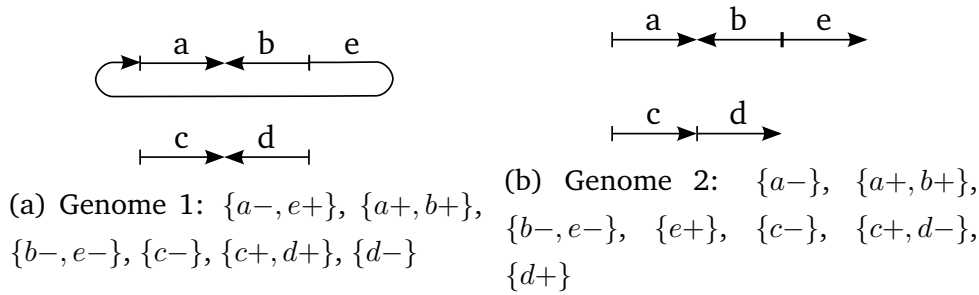 a b e
c d
(a) Genome 1: {a−, e+}, {a+, b+},
{b−, e−}, {c−}, {c+, d+}, {d−}
a b e
c d
(b) Genome 2: {a−}, {a+, b+},
{b−, e−}, {e+}, {c−}, {c+, d−},
{d+}